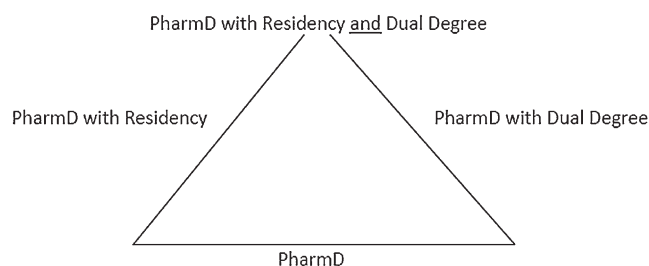 PharmD with Residency and Dual Degree
PharmD with Residency
PharmD with Dual Degree
PharmD